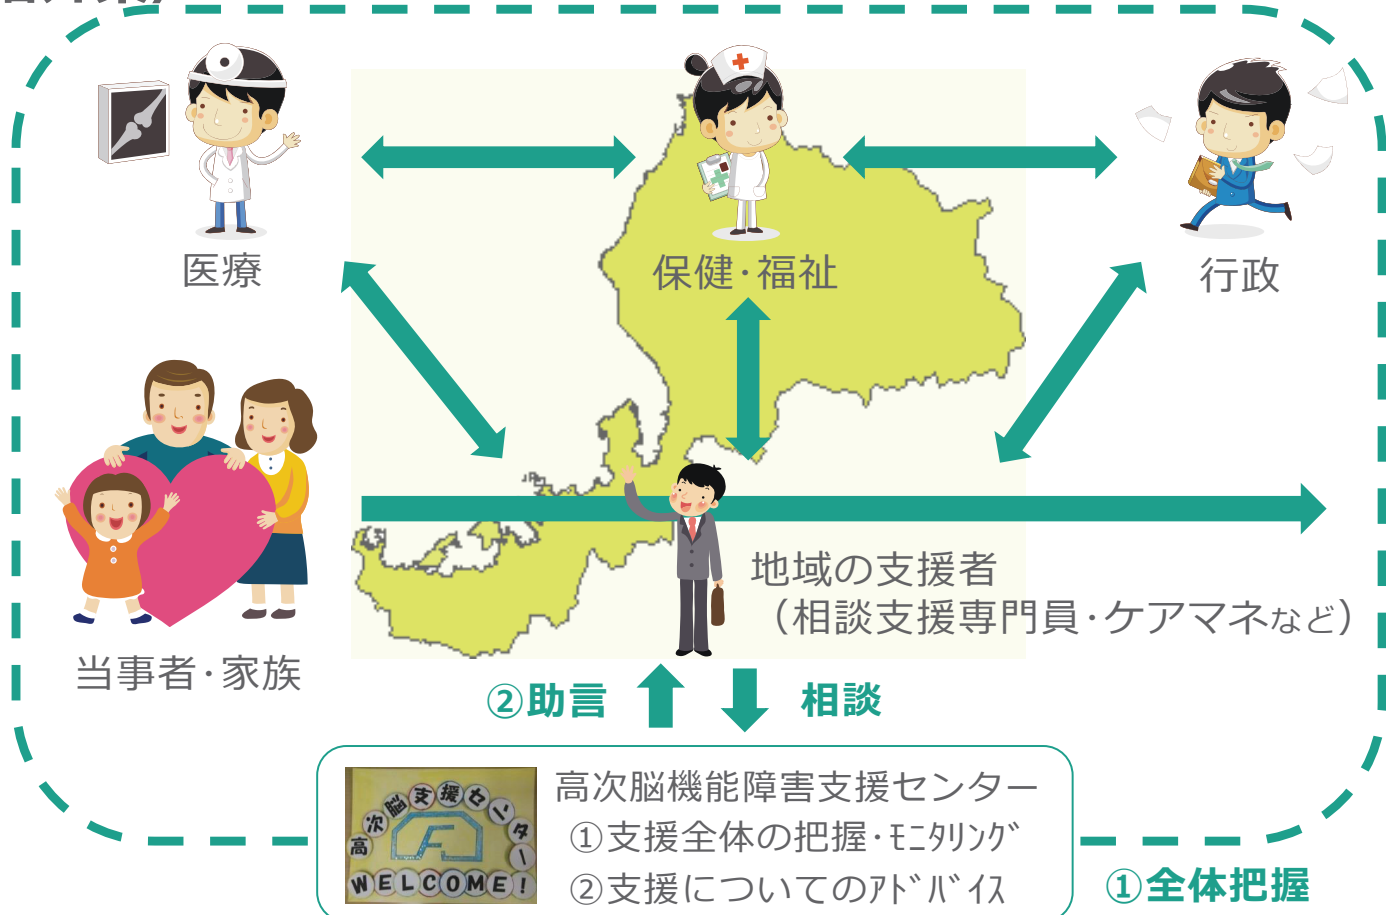 医療
保健・福祉
行政
当事者・家族
地域の支援者
（相談支援専門員・ケアマネなど）
②助言
相談
高次脳支援センター
WELCOME!
高次脳機能障害支援センター
①支援全体の把握・ﾓﾆﾀﾘﾝｸﾞ
②支援についてのｱﾄﾞﾊﾞｲｽ
①全体把握